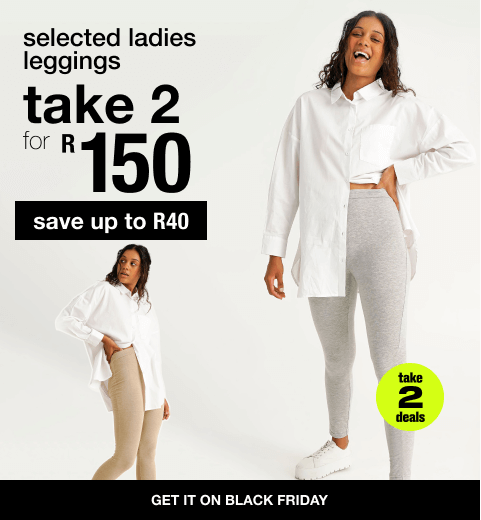 selected ladies
leggings
take 2
for R150
save up to R40
take
2
deals
GET IT ON BLACK FRIDAY